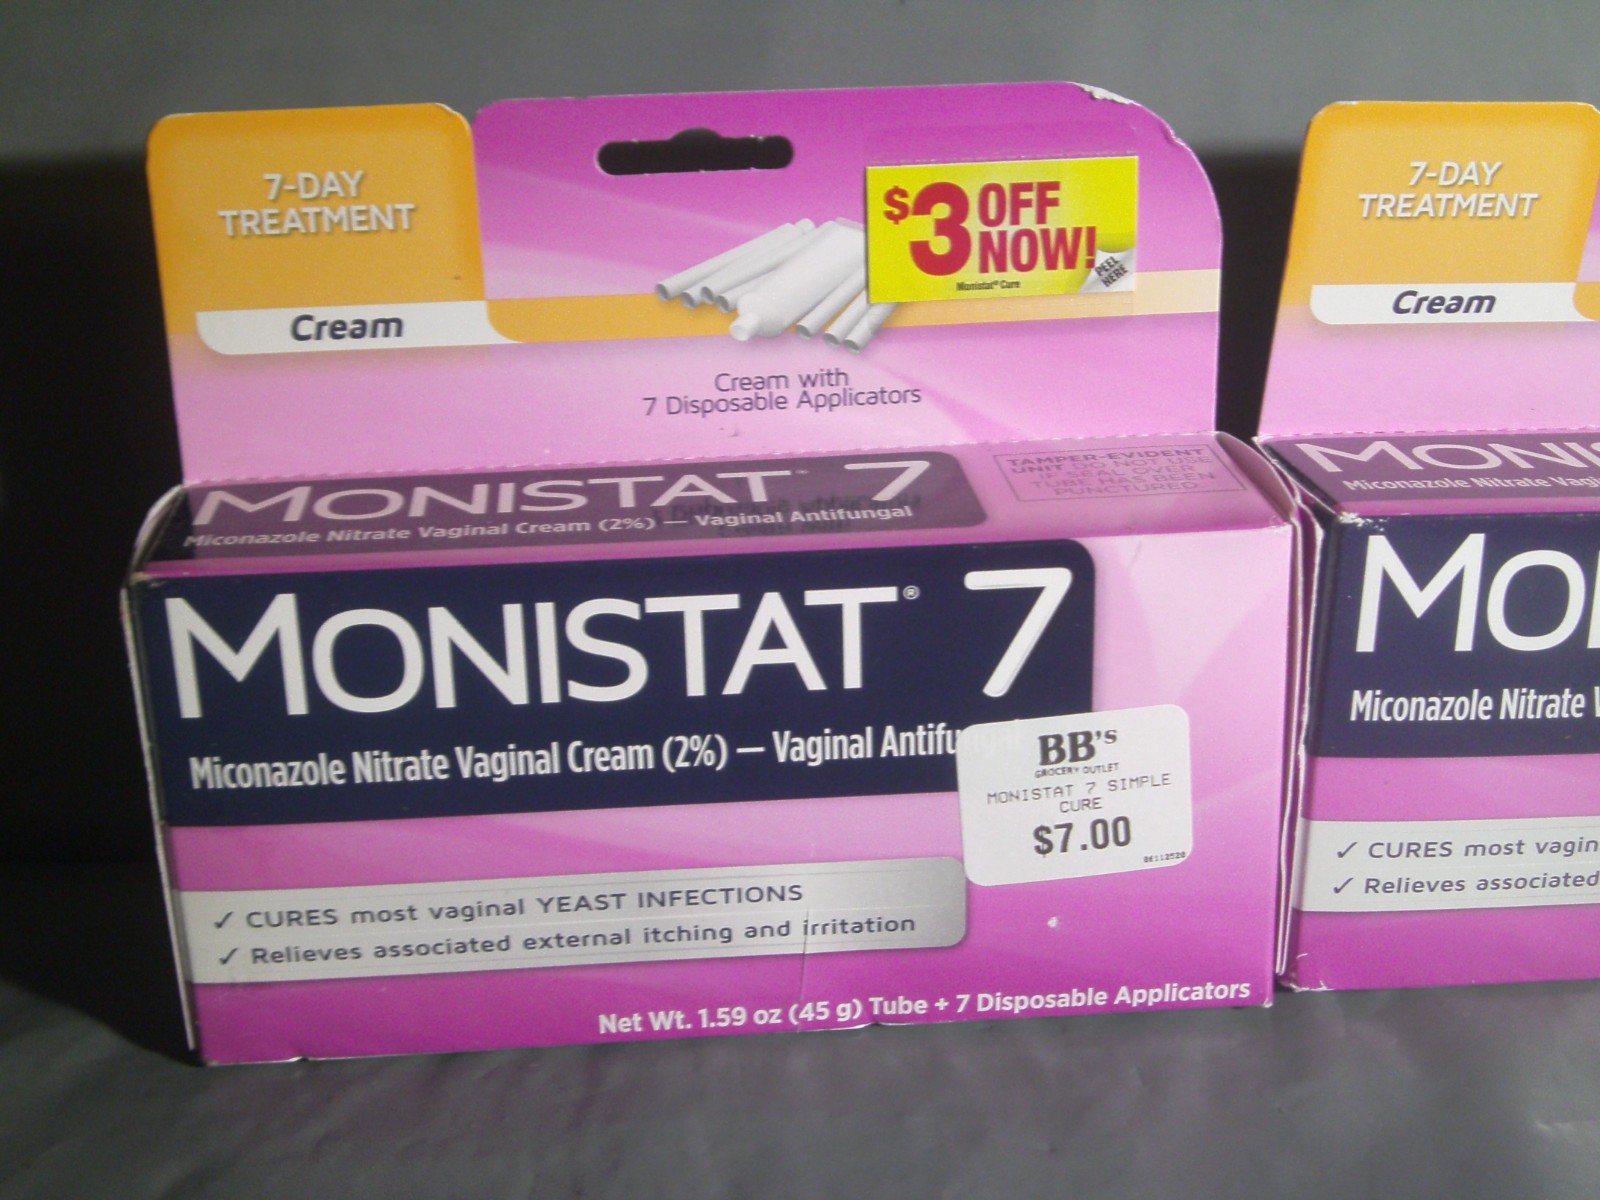 7-DAY
TREATMENT
Cream
$3 OFF
NOW!
Monistat® Cure
PEEL
HERE
Cream with
7 Disposable Applicators
MONISTAT 7
Miconazole Nitrate Vaginal Cream (2%) — Vaginal Antifungal
TAMPER-EVIDENT
UNIT DO NOT USE
IF SEAL OVER
TUBE HAS BEEN
PUNCTURED
MONISTAT® 7
Miconazole Nitrate Vaginal Cream (2%) — Vaginal Antifungal
BB's
GROCERY OUTLET
MONISTAT 7 SIMPLE
CURE
$7.00
✓ CURES most vaginal YEAST INFECTIONS
✓ Relieves associated external itching and irritation
Net Wt. 1.59 oz (45 g) Tube + 7 Disposable Applicators
7-DAY
TREATMENT
Cream
MONIS
Miconazole Nitrate Vagi
MO
Miconazole Nitrate
✓ CURES most vagin
✓ Relieves associated